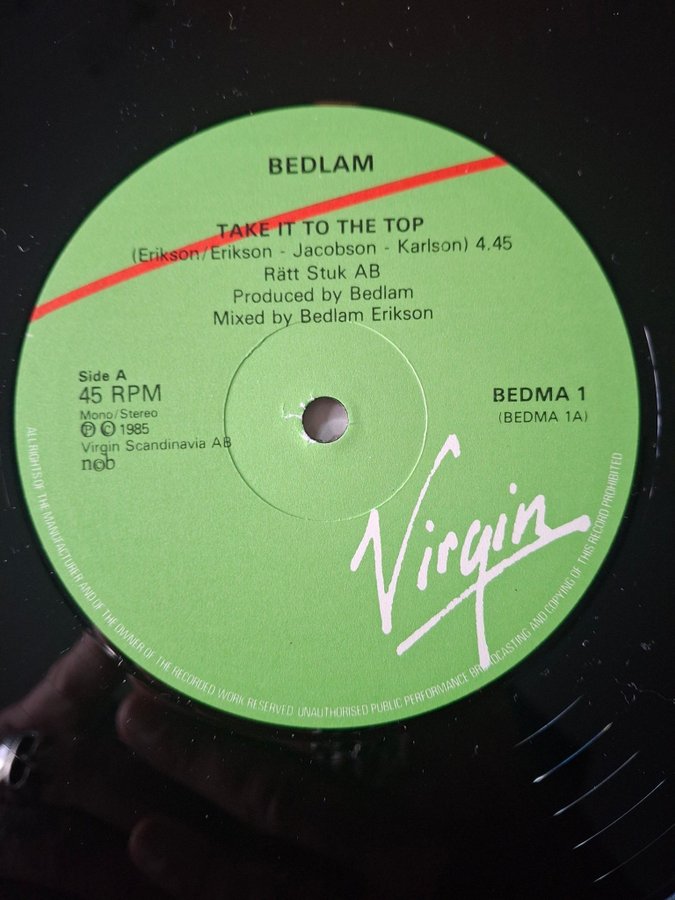 BEDLAM
TAKE IT TO THE TOP
(Erikson/Erikson - Jacobson - Karlson) 4.45
Rätt Stuk AB
Produced by Bedlam
Mixed by Bedlam Erikson
Side A
45 RPM
Mono/Stereo
Ⓟ © 1985
Virgin Scandinavia AB
ncb
BEDMA 1
(BEDMA 1A)
Virgin
ALL RIGHTS OF THE MANUFACTURER AND OF THE OWNER OF THE RECORDED WORK RESERVED. UNAUTHORISED PUBLIC PERFORMANCE BROADCASTING AND COPYING OF THIS RECORD PROHIBITED